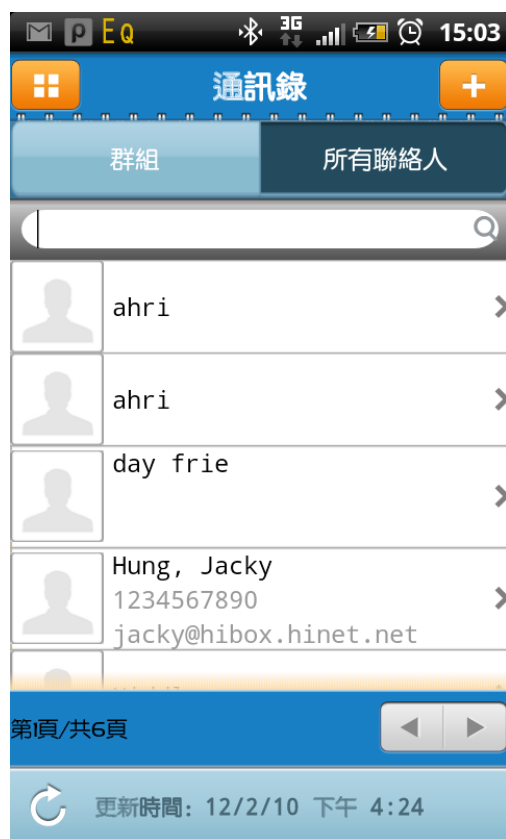 EQ 3G 15:03
通訊錄
群組 所有聯絡人
ahri
ahri
day frie
Hung, Jacky
1234567890
jacky@hibox.hinet.net
第1頁/共6頁
更新時間: 12/2/10 下午 4:24